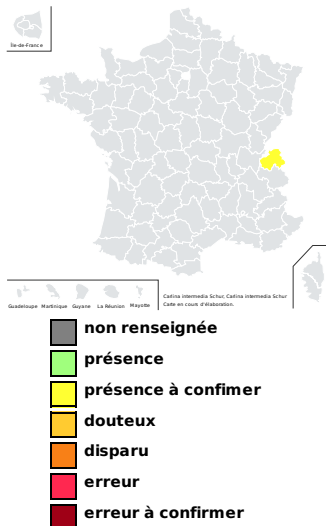 Île-de-France
Guadeloupe Martinique Guyane La Réunion Mayotte
Carlina intermedia Schur, Carlina intermedia Schur
Carte en cours d'élaboration.
non renseignée
présence
présence à confimer
douteux
disparu
erreur
erreur à confirmer